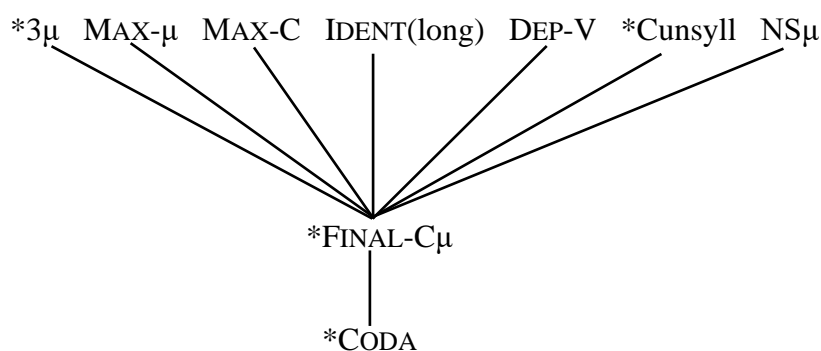 *3μ MAX-μ MAX-C IDENT(long) DEP-V *Cunsyll NSμ
*FINAL-Cμ
*CODA